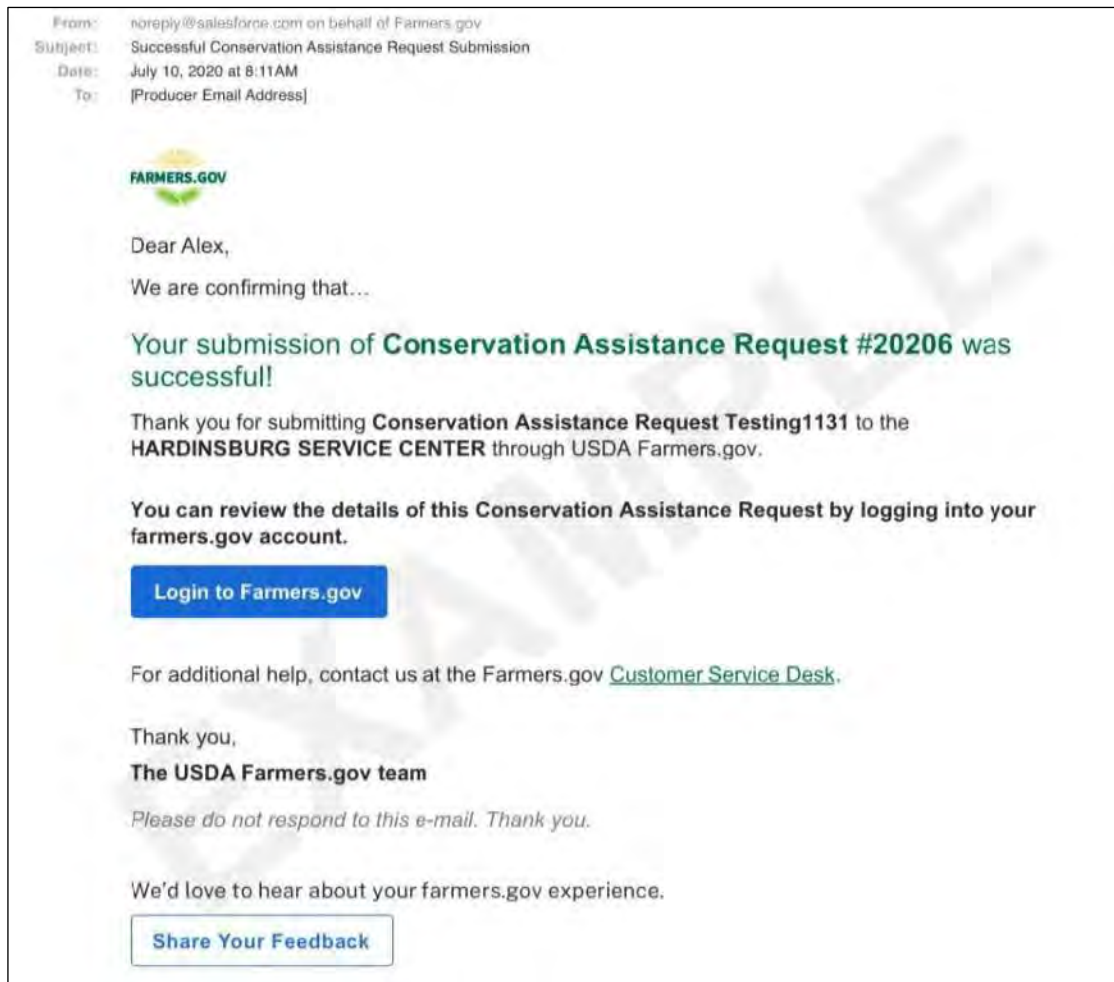 From: noreply@salesforce.com on behalf of Farmers.gov
Subject: Successful Conservation Assistance Request Submission
Date: July 10, 2020 at 8:11AM
To: [Producer Email Address]
FARMERS.GOV
Dear Alex,
We are confirming that…
Your submission of Conservation Assistance Request #20206 was
successful!
Thank you for submitting Conservation Assistance Request Testing1131 to the
HARDINSBURG SERVICE CENTER through USDA Farmers.gov.
You can review the details of this Conservation Assistance Request by logging into your
farmers.gov account.
Login to Farmers.gov
For additional help, contact us at the Farmers.gov Customer Service Desk.
Thank you,
The USDA Farmers.gov team
Please do not respond to this e-mail. Thank you.
We'd love to hear about your farmers.gov experience.
Share Your Feedback
EXAMPLE